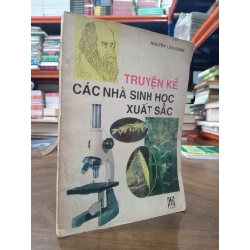 NGUYỄN LÂN DŨNG
TRUYỆN KỂ
CÁC NHÀ SINH HỌC
XUẤT SẮC